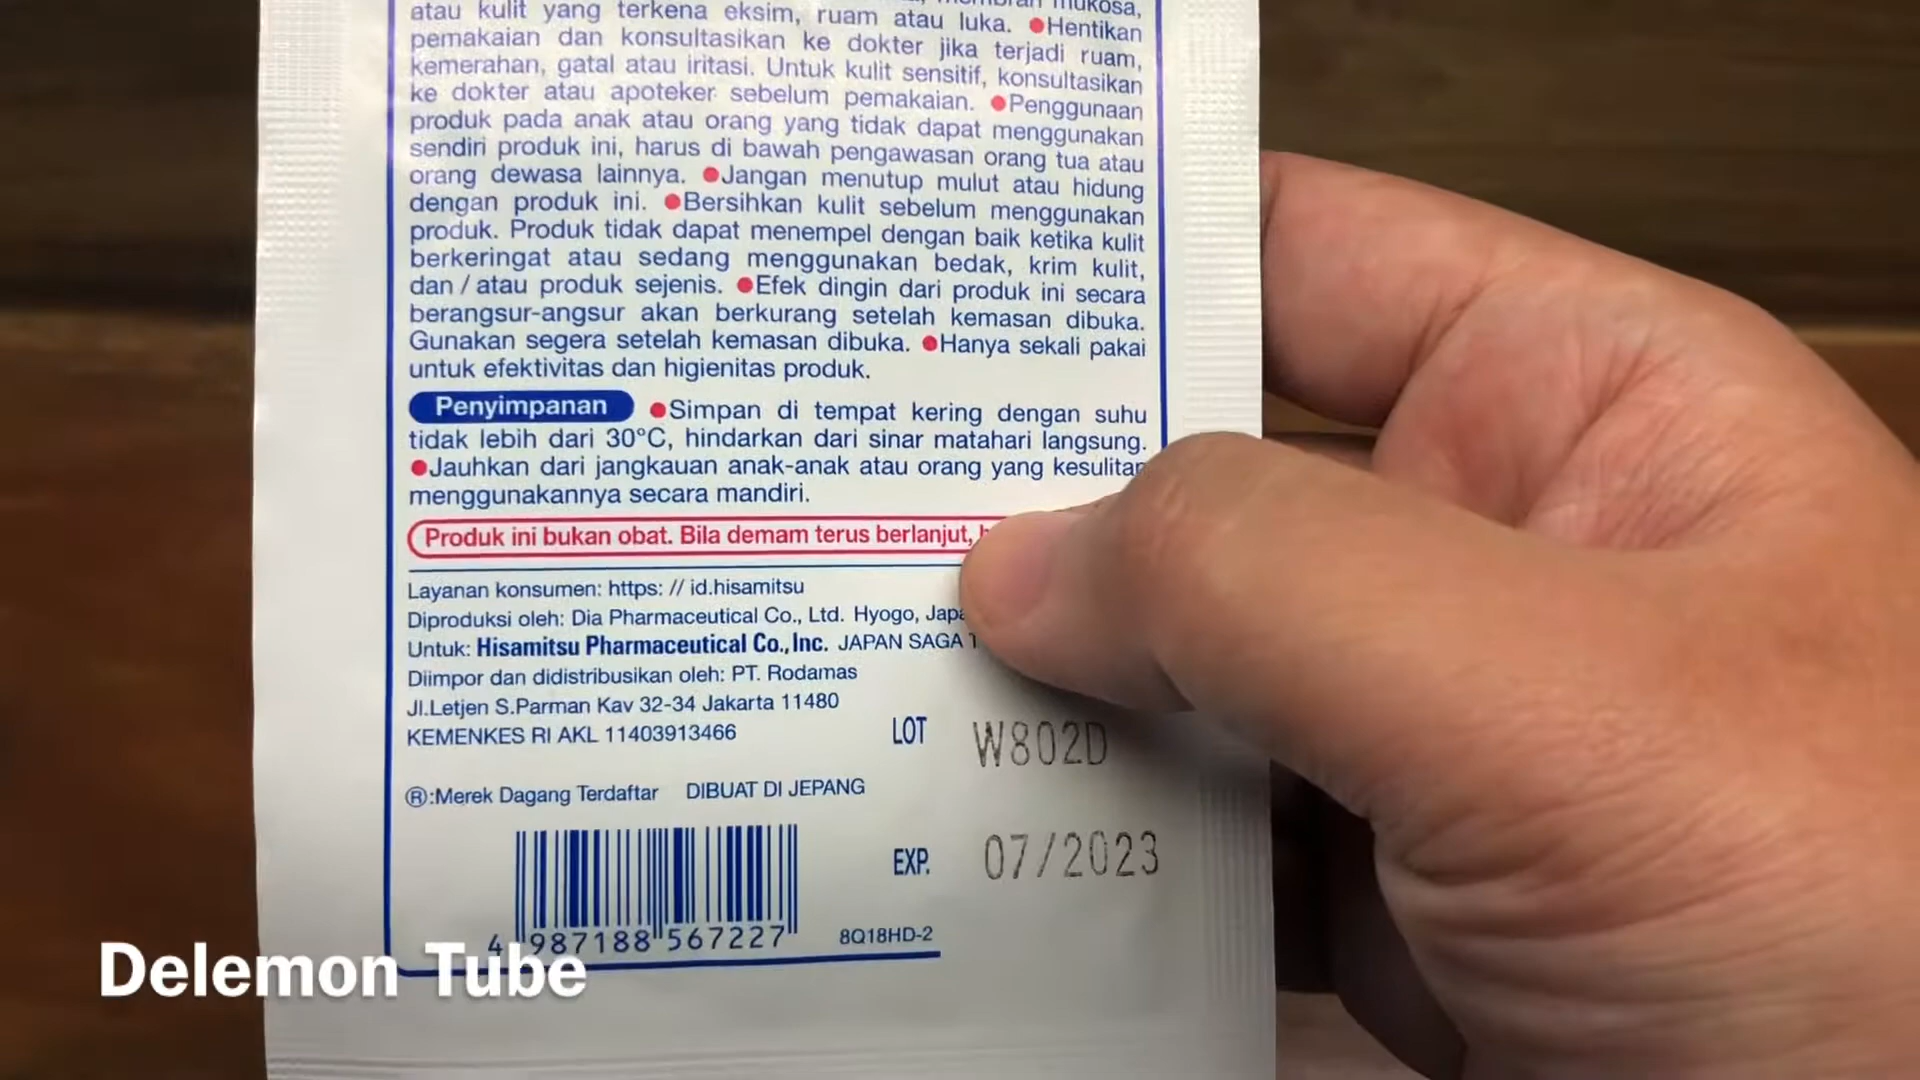 mukosa,
atau kulit yang terkena eksim, ruam atau luka. ●Hentikan
pemakaian dan konsultasikan ke dokter jika terjadi ruam,
kemerahan, gatal atau iritasi. Untuk kulit sensitif, konsultasikan
ke dokter atau apoteker sebelum pemakaian. ●Penggunaan
produk pada anak atau orang yang tidak dapat menggunakan
sendiri produk ini, harus di bawah pengawasan orang tua atau
orang dewasa lainnya. ●Jangan menutup mulut atau hidung
dengan produk ini. ●Bersihkan kulit sebelum menggunakan
produk. Produk tidak dapat menempel dengan baik ketika kulit
berkeringat atau sedang menggunakan bedak, krim kulit,
dan / atau produk sejenis. ●Efek dingin dari produk ini secara
berangsur-angsur akan berkurang setelah kemasan dibuka.
Gunakan segera setelah kemasan dibuka. ●Hanya sekali pakai
untuk efektivitas dan higienitas produk.
Penyimpanan ●Simpan di tempat kering dengan suhu
tidak lebih dari 30°C, hindarkan dari sinar matahari langsung.
●Jauhkan dari jangkauan anak-anak atau orang yang kesulitan
menggunakannya secara mandiri.
Produk ini bukan obat. Bila demam terus berlanjut,
Layanan konsumen: https: // id.hisamitsu
Diproduksi oleh: Dia Pharmaceutical Co., Ltd. Hyogo,
Untuk: Hisamitsu Pharmaceutical Co., Inc. JAPAN SAGA
Diimpor dan didistribusikan oleh: PT. Rodamas
Jl.Letjen S.Parman Kav 32-34 Jakarta 11480
KEMENKES RI AKL 11403913466
LOT W802D
®:Merek Dagang Terdaftar DIBUAT DI JEPANG
EXP. 07/2023
4 987188 567227
8Q18HD-2
Delemon Tube